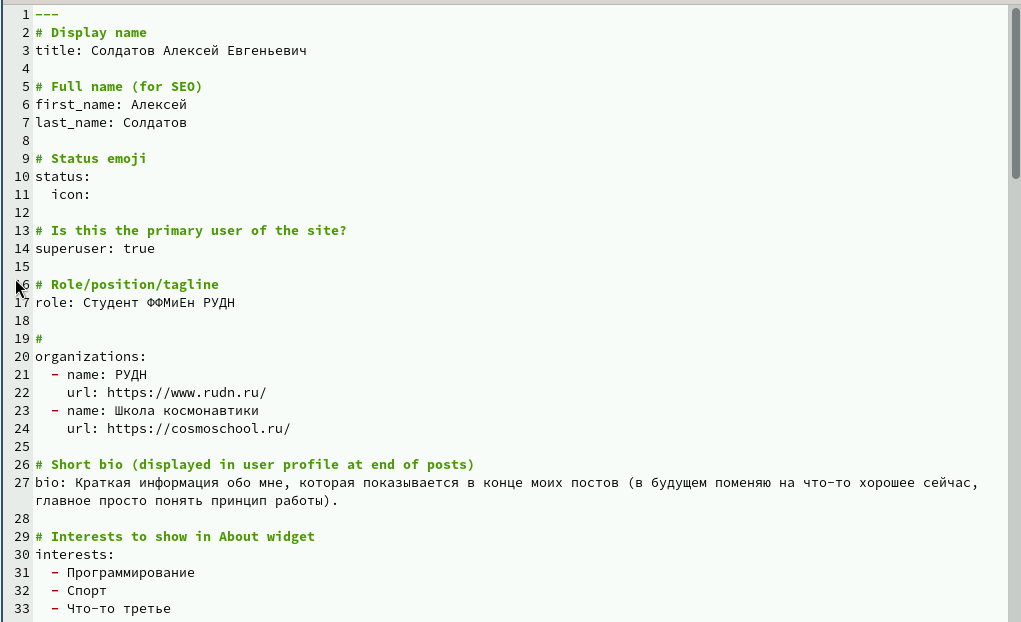 1 ---
2 # Display name
3 title: Солдатов Алексей Евгеньевич
4
5 # Full name (for SEO)
6 first_name: Алексей
7 last_name: Солдатов
8
9 # Status emoji
10 status:
11   icon:
12
13 # Is this the primary user of the site?
14 superuser: true
15
16 # Role/position/tagline
17 role: Студент ФФМиЕн РУДН
18
19 #
20 organizations:
21   - name: РУДН
22     url: https://www.rudn.ru/
23   - name: Школа космонавтики
24     url: https://cosmoschool.ru/
25
26 # Short bio (displayed in user profile at end of posts)
27 bio: Краткая информация обо мне, которая показывается в конце моих постов (в будущем поменяю на что-то хорошее сейчас,
главное просто понять принцип работы).
28
29 # Interests to show in About widget
30 interests:
31   - Программирование
32   - Спорт
33   - Что-то третье